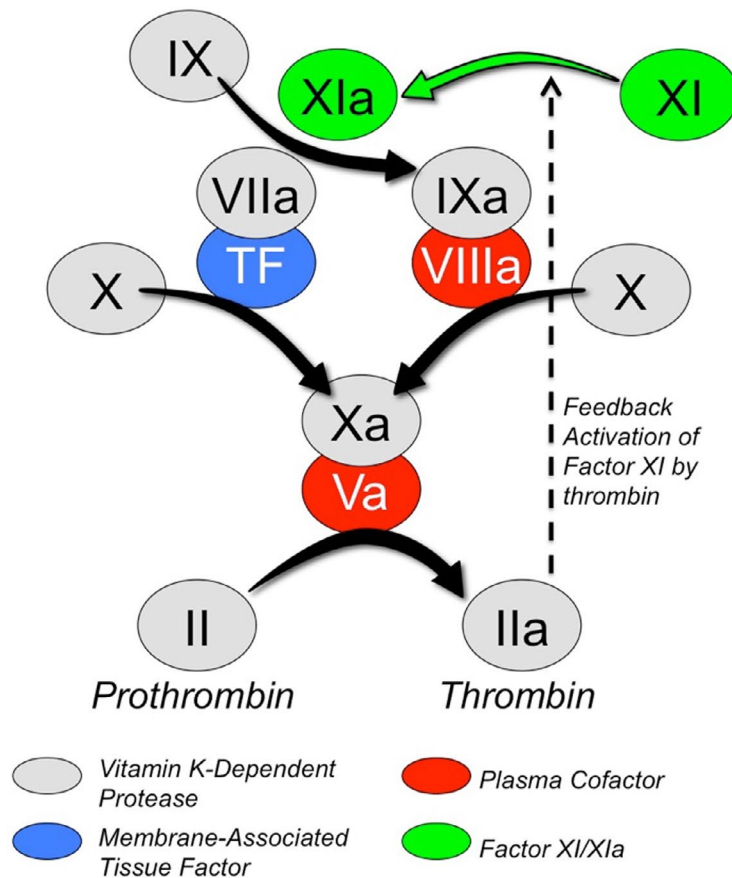 IX
XIa
XI
VIIa
IXa
TF
VIIIa
X
X
Xa
Va
Feedback
Activation of
Factor XI by
thrombin
II
IIa
Prothrombin
Thrombin
Vitamin K-Dependent
Protease
Plasma Cofactor
Membrane-Associated
Tissue Factor
Factor XI/XIa